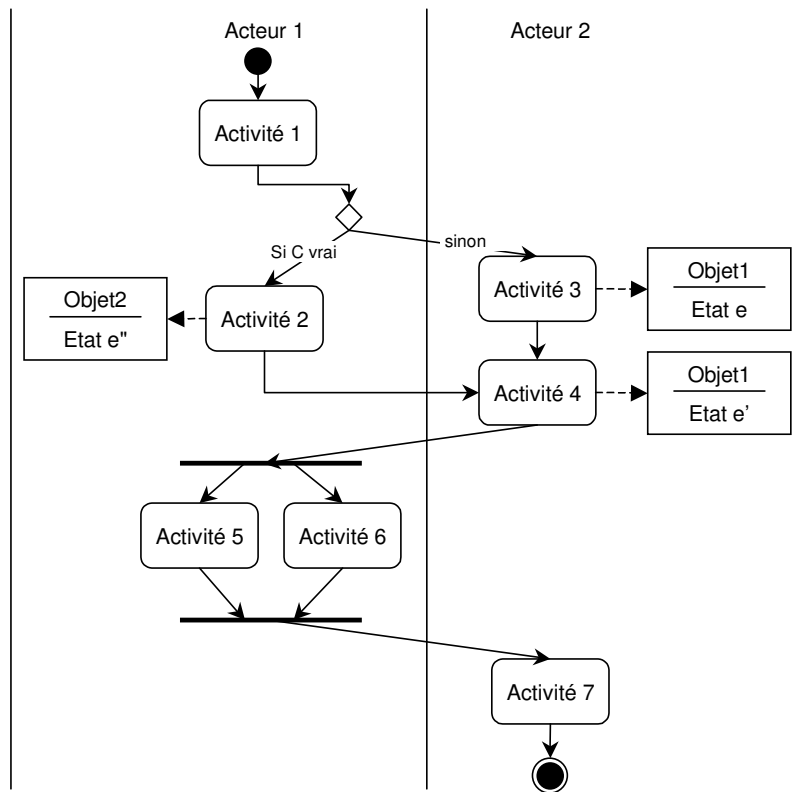 Acteur 1
Acteur 2
Activité 1
Si C vrai
sinon
Objet2
Etat e"
Activité 2
Activité 3
Objet1
Etat e
Activité 4
Objet1
Etat e’
Activité 5
Activité 6
Activité 7